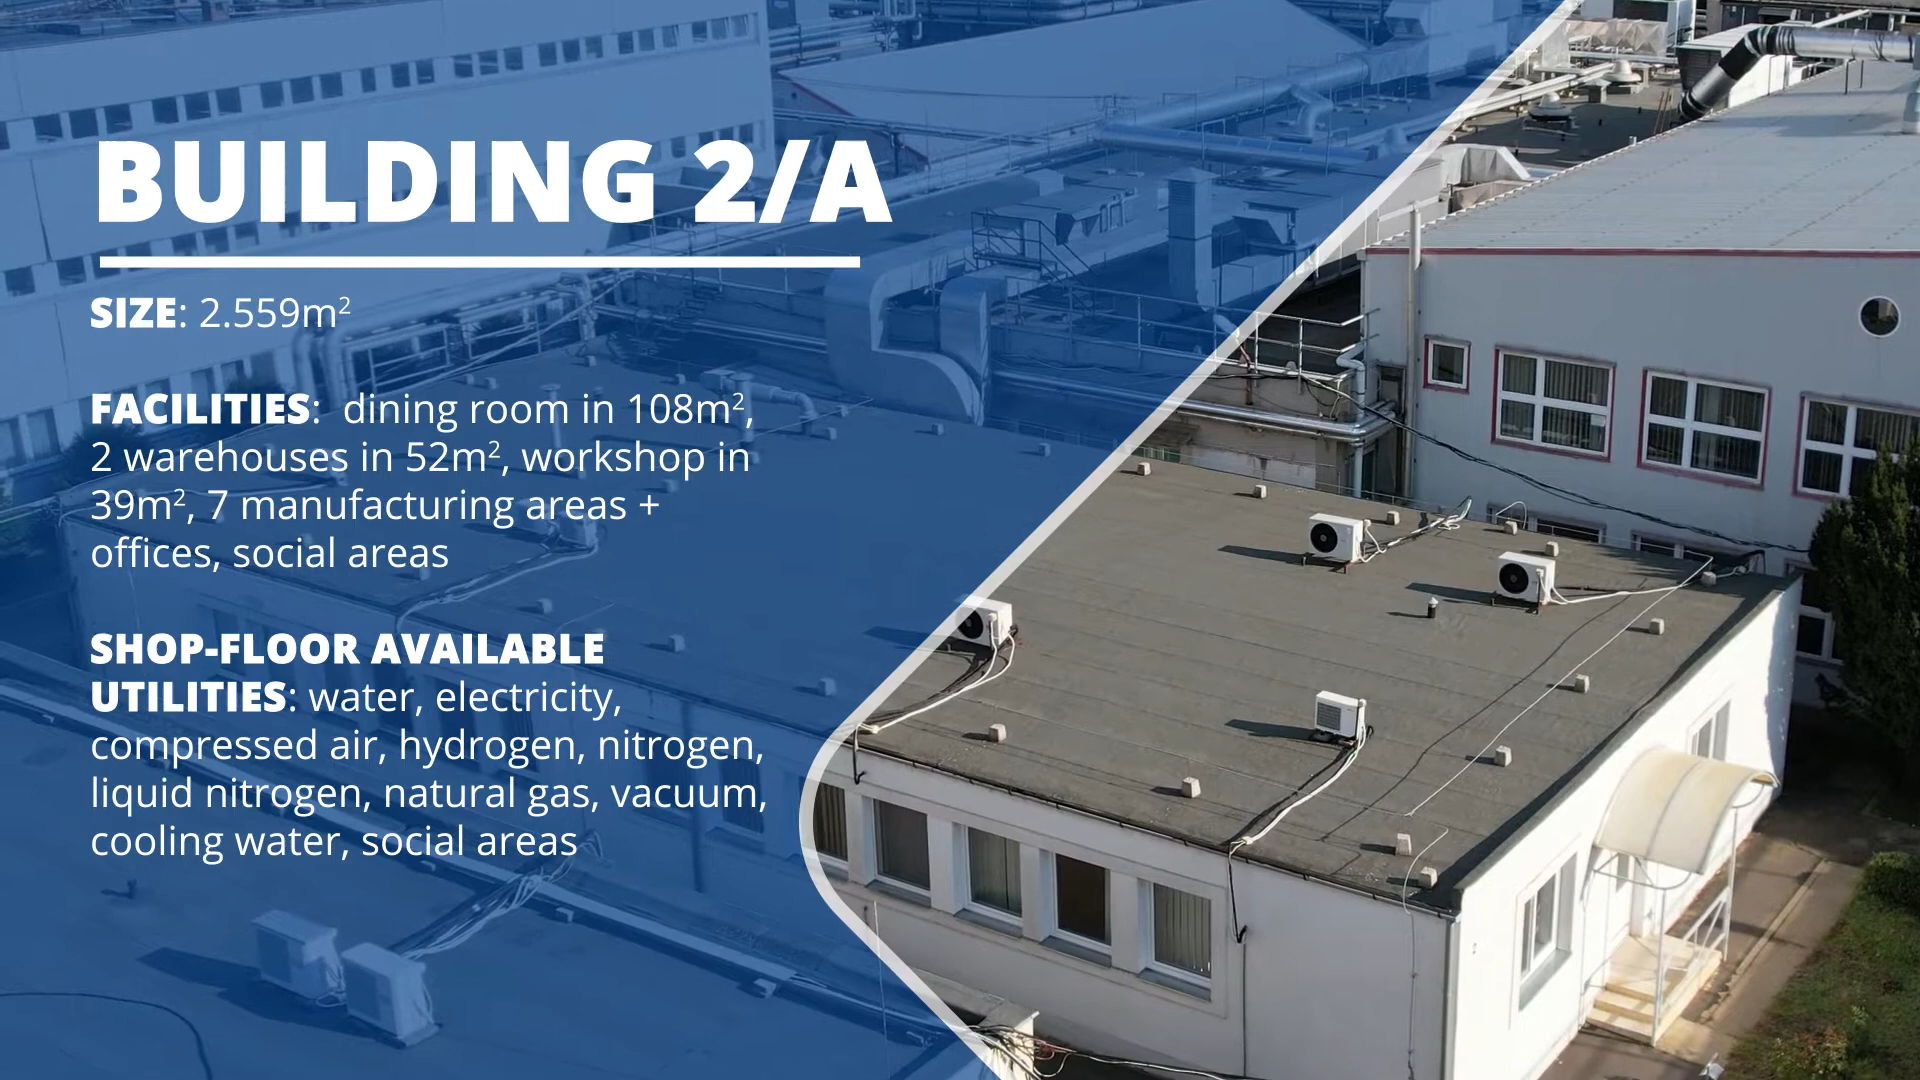 BUILDING 2/A
SIZE: 2.559m²
FACILITIES:  dining room in 108m²,
2 warehouses in 52m², workshop in
39m², 7 manufacturing areas +
offices, social areas
SHOP-FLOOR AVAILABLE
UTILITIES: water, electricity,
compressed air, hydrogen, nitrogen,
liquid nitrogen, natural gas, vacuum,
cooling water, social areas